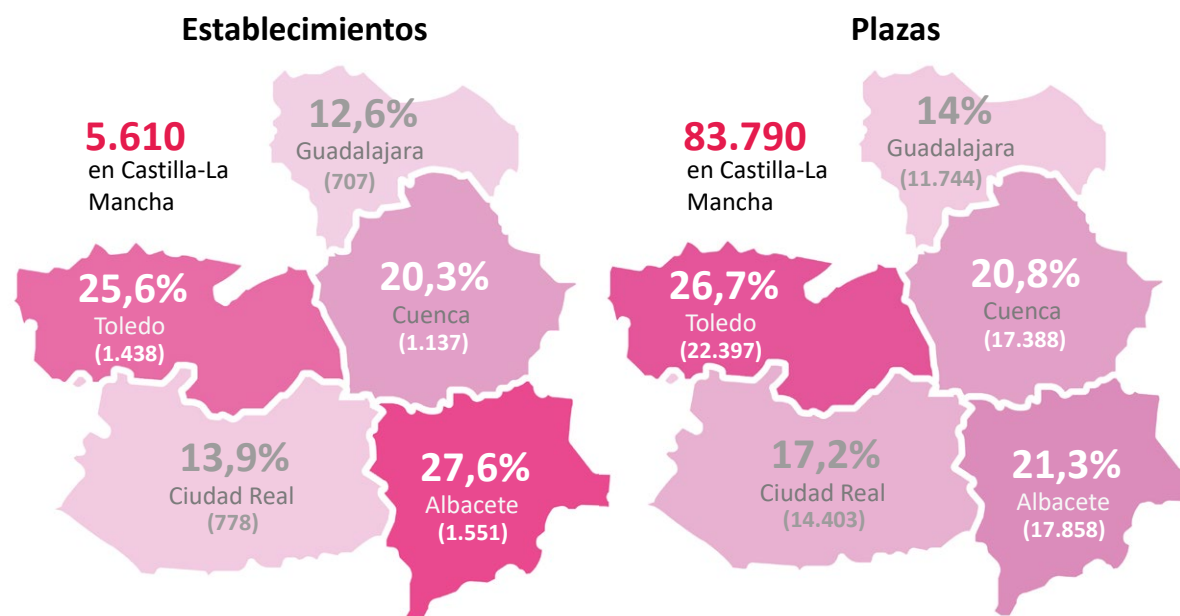 Establecimientos
5.610
en Castilla-La
Mancha
12,6%
Guadalajara
(707)
25,6%
Toledo
(1.438)
20,3%
Cuenca
(1.137)
13,9%
Ciudad Real
(778)
27,6%
Albacete
(1.551)
Plazas
83.790
en Castilla-La
Mancha
14%
Guadalajara
(11.744)
26,7%
Toledo
(22.397)
20,8%
Cuenca
(17.388)
17,2%
Ciudad Real
(14.403)
21,3%
Albacete
(17.858)